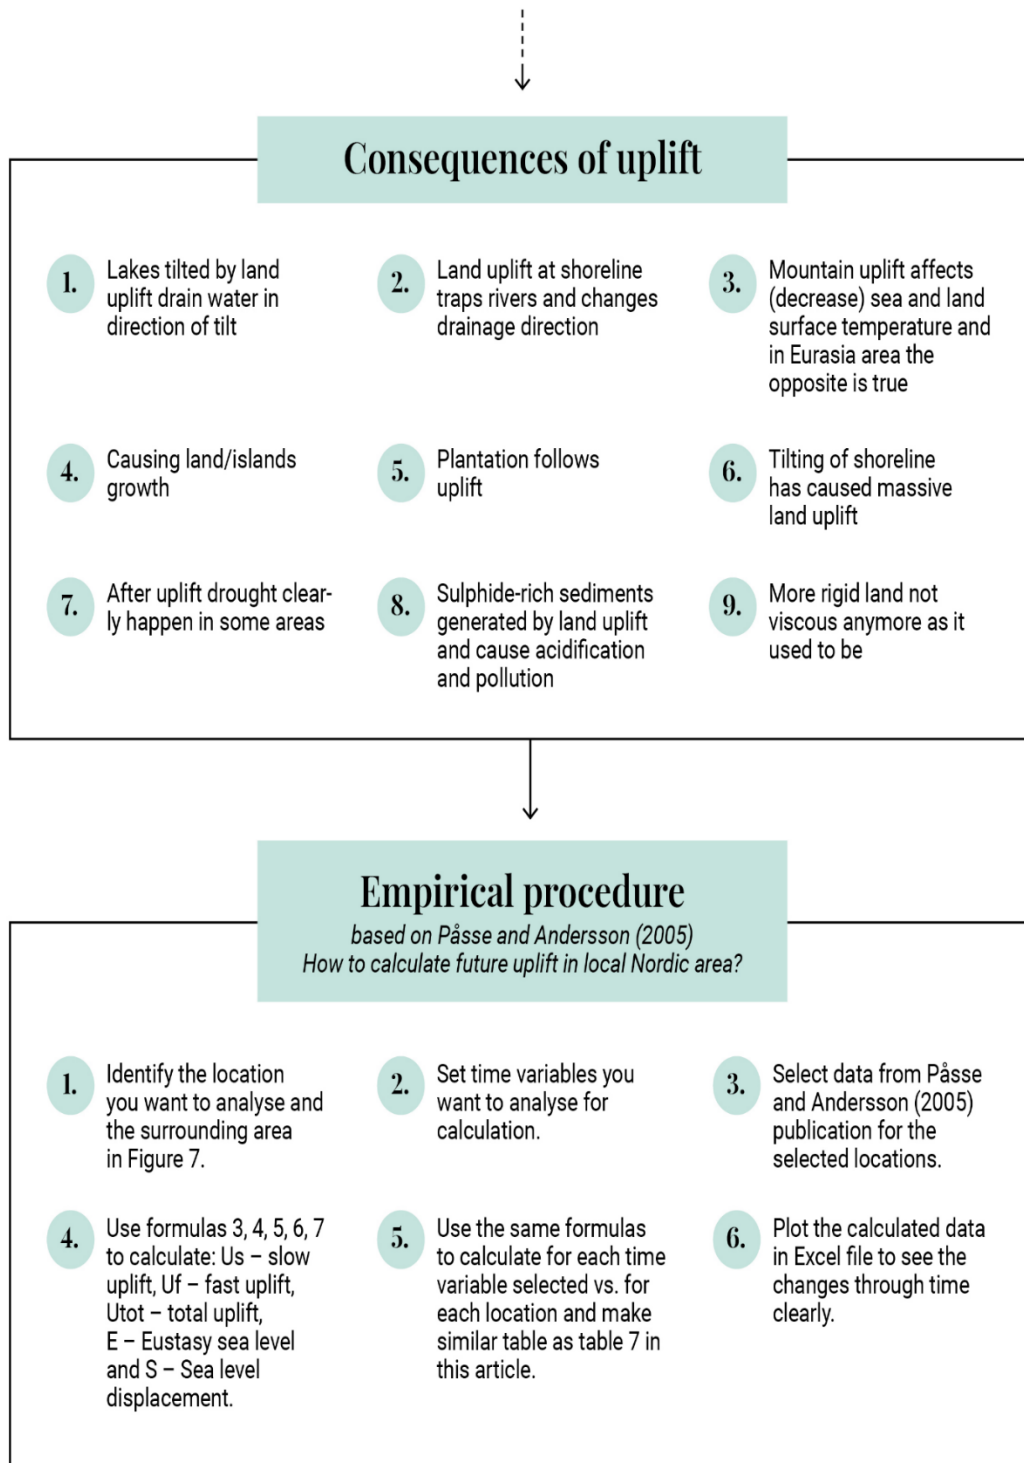 Consequences of uplift
1.
Lakes tilted by land
uplift drain water in
direction of tilt
2.
Land uplift at shoreline
traps rivers and changes
drainage direction
3.
Mountain uplift affects
(decrease) sea and land
surface temperature and
in Eurasia area the
opposite is true
4.
Causing land/islands
growth
5.
Plantation follows
uplift
6.
Tilting of shoreline
has caused massive
land uplift
7.
After uplift drought clear-
ly happen in some areas
8.
Sulphide-rich sediments
generated by land uplift
and cause acidification
and pollution
9.
More rigid land not
viscous anymore as it
used to be
Empirical procedure
based on Påsse and Andersson (2005)
How to calculate future uplift in local Nordic area?
1.
Identify the location
you want to analyse and
the surrounding area
in Figure 7.
2.
Set time variables you
want to analyse for
calculation.
3.
Select data from Påsse
and Andersson (2005)
publication for the
selected locations.
4.
Use formulas 3, 4, 5, 6, 7
to calculate: Us – slow
uplift, Uf – fast uplift,
Utot – total uplift,
E – Eustasy sea level
and S – Sea level
displacement.
5.
Use the same formulas
to calculate for each time
variable selected vs. for
each location and make
similar table as table 7 in
this article.
6.
Plot the calculated data
in Excel file to see the
changes through time
clearly.